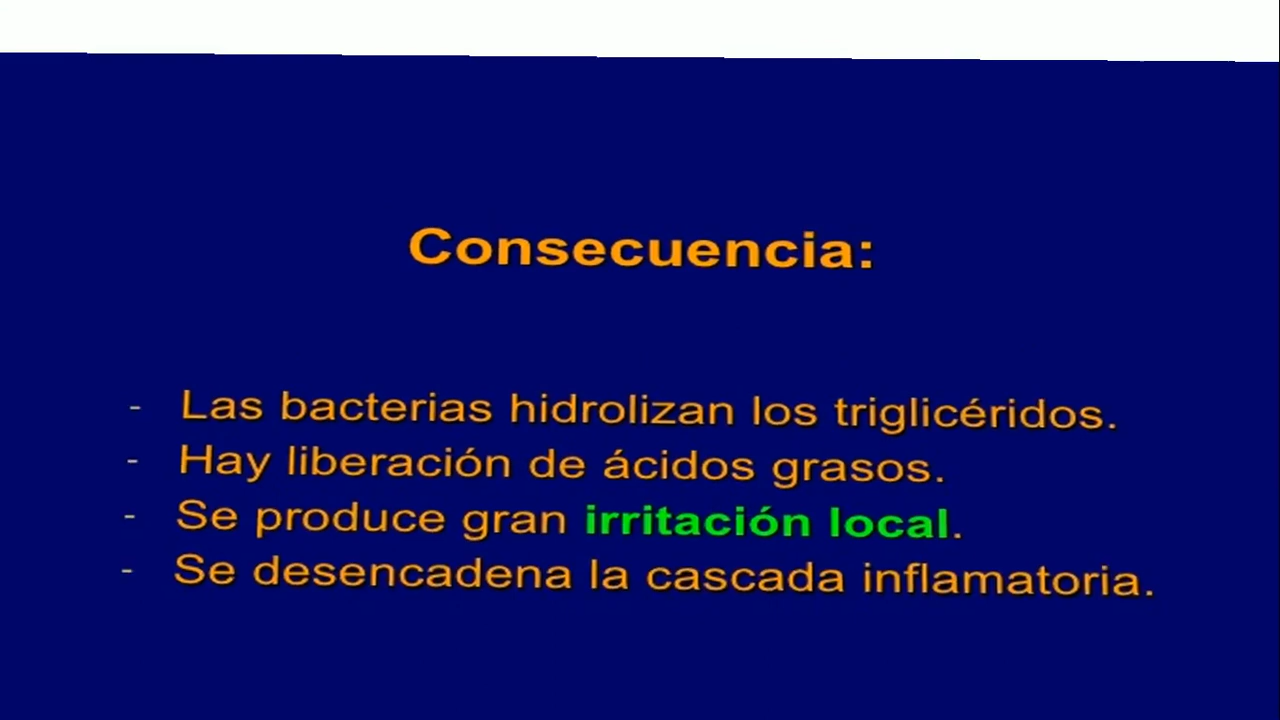 Consecuencia:
- Las bacterias hidrolizan los triglicéridos.
- Hay liberación de ácidos grasos.
- Se produce gran irritación local.
- Se desencadena la cascada inflamatoria.